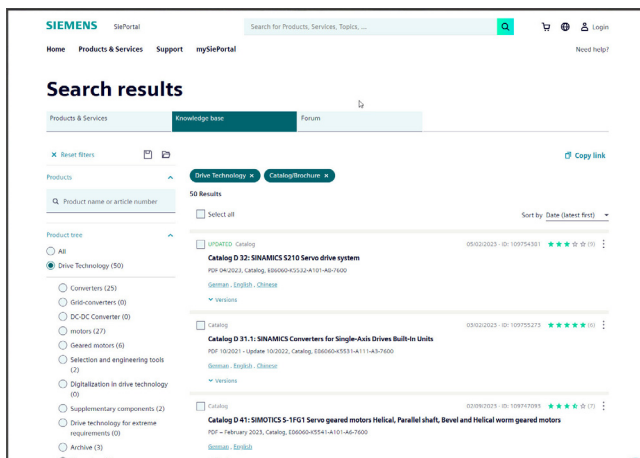 SIEMENS SiePortal
Search for Products, Services, Topics, ...
Login
Home Products & Services Support mySiePortal
Need help?
Search results
Products & Services
Knowledge base
Forum
Reset filters
Copy link
Products
Drive Technology ×
Catalog/Brochure ×
50 Results
Product name or article number
Select all
Sort by Date (latest first)
Product tree
All
Drive Technology (50)
Converters (25)
Grid-converters (0)
DC-DC Converter (0)
motors (27)
Geared motors (6)
Selection and engineering tools
(2)
Digitalization in drive technology
(0)
Supplementary components (2)
Drive technology for extreme
requirements (0)
Archive (3)
UPDATED Catalog
05/02/2023 - ID: 109754381 (9)
Catalog D 32: SINAMICS S210 Servo drive system
PDF 04/2023, Catalog, E06060-K5532-A101-A0-7600
German , English , Chinese
Versions
Catalog
03/02/2023 - ID: 109755273 (6)
Catalog D 31.1: SINAMICS Converters for Single-Axis Drives Built-In Units
PDF 10/2021 - Update 10/2022, Catalog, E06060-K5531-A111-A3-7600
German , English , Chinese
Versions
Catalog
02/09/2023 - ID: 109747093 (7)
Catalog D 41: SIMOTICS S-1FG1 Servo geared motors Helical, Parallel shaft, Bevel and Helical worm geared motors
PDF – February 2023, Catalog, E06060-K5541-A101-A6-7600
German , English